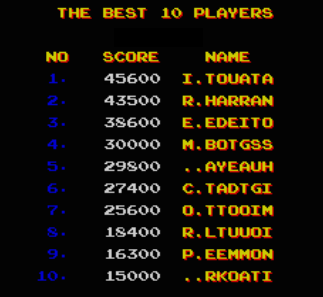 THE BEST 10 PLAYERS
NO SCORE NAME
1. 45600 I.TOUATA
2. 43500 R.HARRAN
3. 38600 E.EDEITO
4. 30000 M.BOTGSS
5. 29800 ..AYEAUH
6. 27400 C.TADTGI
7. 25600 O.TTOOIM
8. 18400 R.LTUUOI
9. 16300 P.EEMMON
10. 15000 ..RKOATI